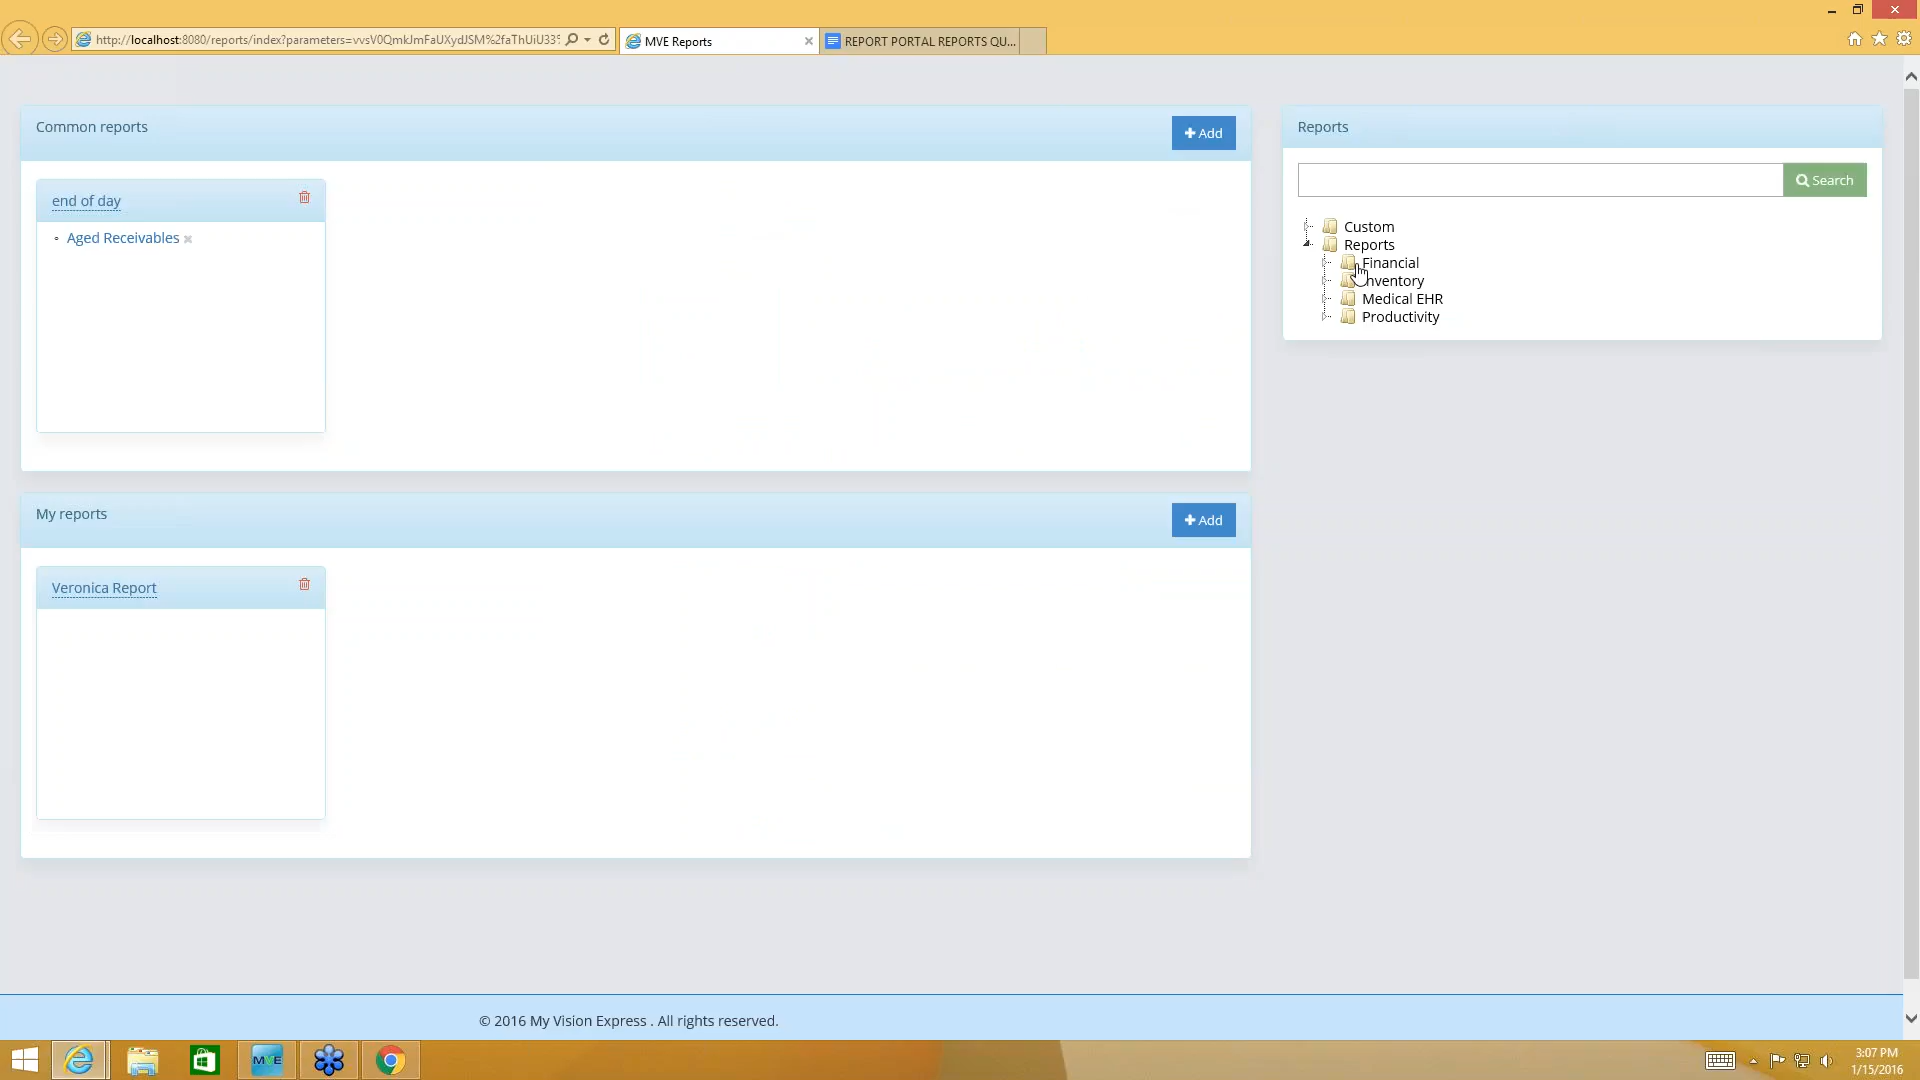 http://localhost:8080/reports/index?parameters=vvsV0QmkJmFaUXydJSM%2faThUiU33
MVE Reports
REPORT PORTAL REPORTS QU...
Common reports
Add
Reports
end of day
Search
Aged Receivables
Custom
Reports
Financial
Inventory
Medical EHR
Productivity
My reports
Add
Veronica Report
© 2016 My Vision Express . All rights reserved.
MVE
3:07 PM
1/15/2016